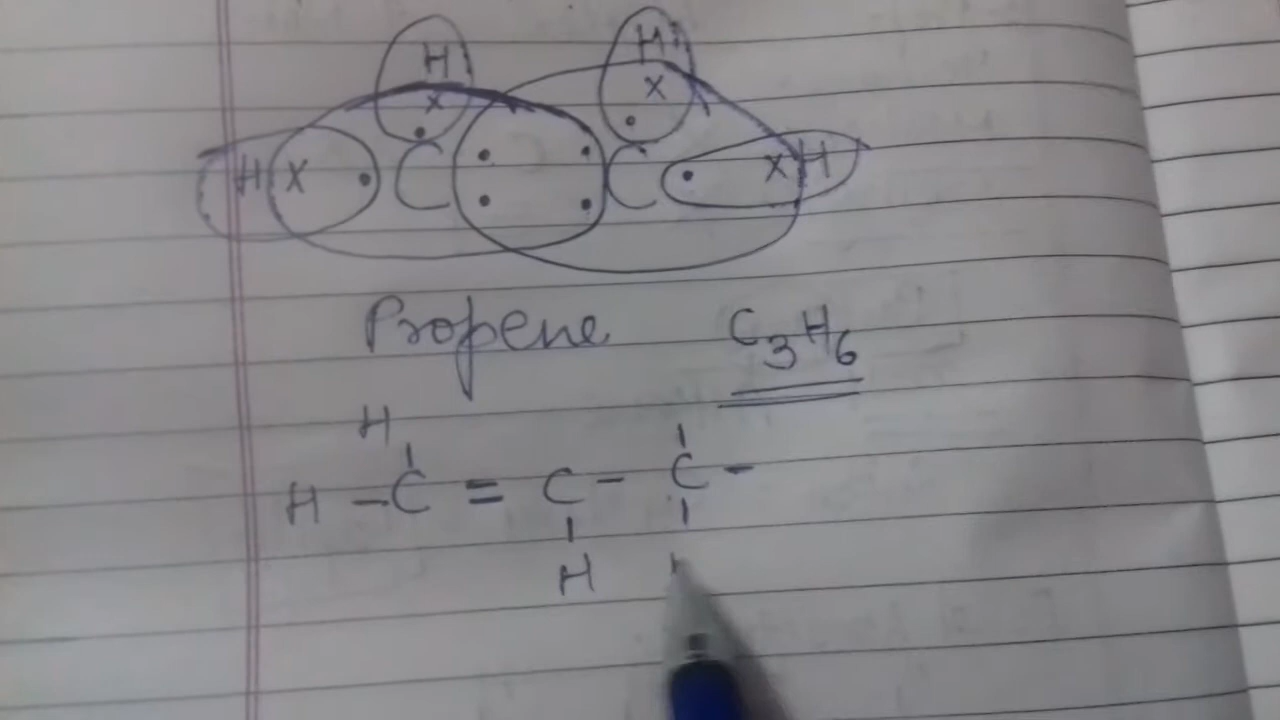 H H
x x
H x C C x H
Propene C3H6
H
H - C = C - C -
H